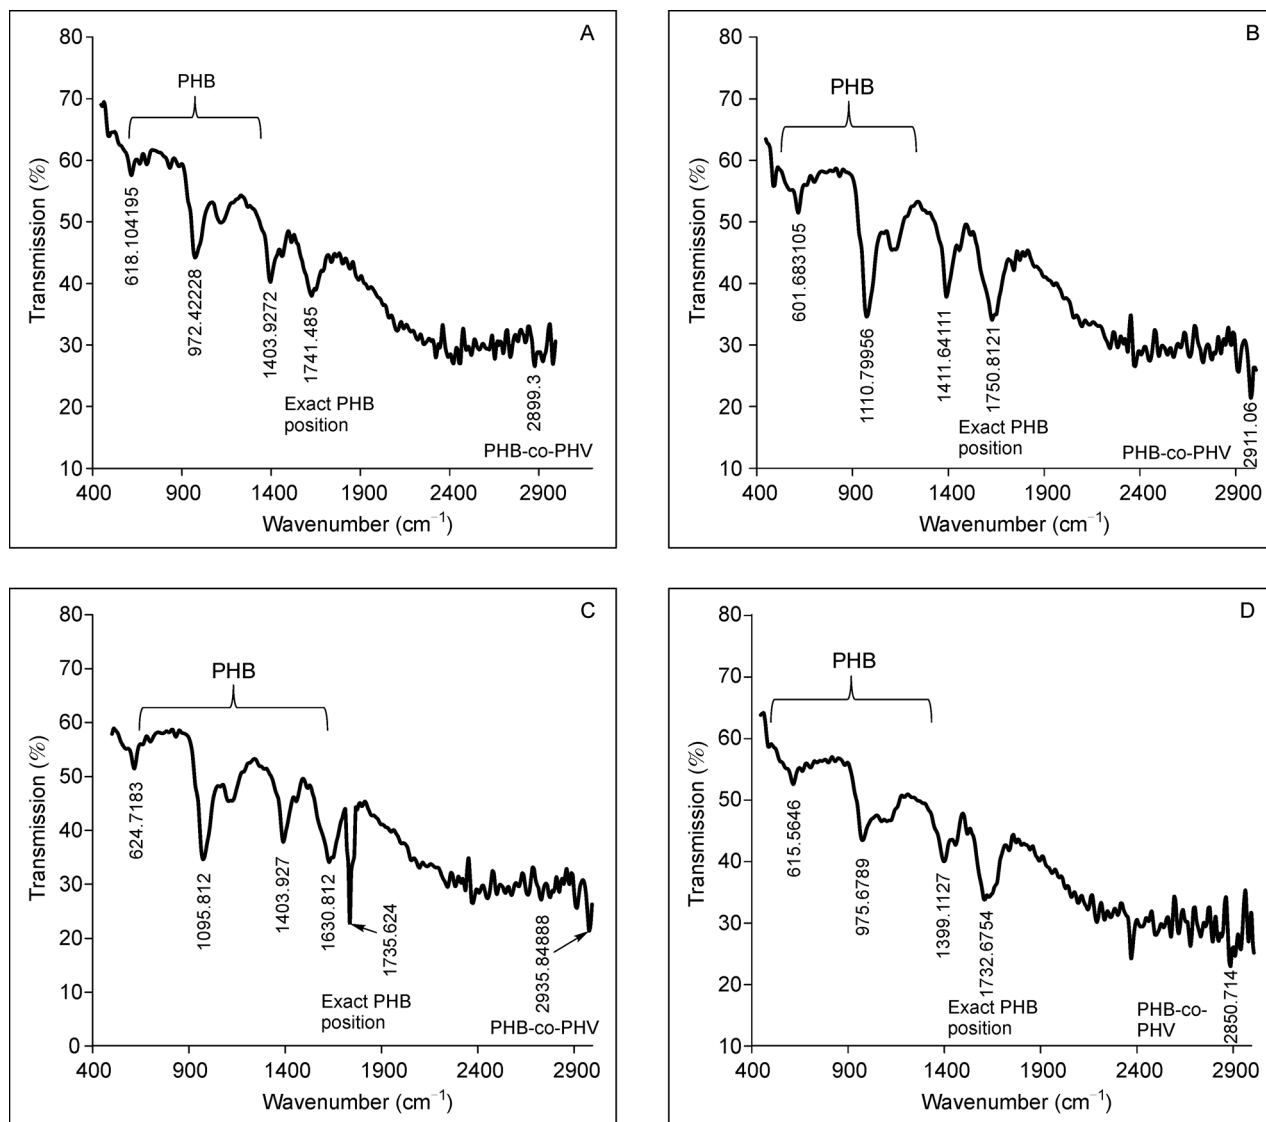 A
80
70
60
50
40
30
20
10
Transmission (%)
PHB
618.104195
972.42228
1403.9272
1741.485
Exact PHB
position
2899.3
PHB-co-PHV
400
900
1400
1900
2400
2900
Wavenumber (cm⁻¹)
B
80
70
60
50
40
30
20
10
Transmission (%)
PHB
601.683105
1110.79956
1411.64111
1750.8121
Exact PHB
position
PHB-co-PHV
2911.06
400
900
1400
1900
2400
2900
Wavenumber (cm⁻¹)
C
80
70
60
50
40
30
20
10
0
Transmission (%)
PHB
624.7183
1095.812
1403.927
1630.812
1735.624
Exact PHB
position
2935.84888
PHB-co-PHV
400
900
1400
1900
2400
2900
Wavenumber (cm⁻¹)
D
80
70
60
50
40
30
20
10
Transmission (%)
PHB
615.5646
975.6789
1399.1127
1732.6754
Exact PHB
position
PHB-co-
PHV
2850.714
400
900
1400
1900
2400
2900
Wavenumber (cm⁻¹)